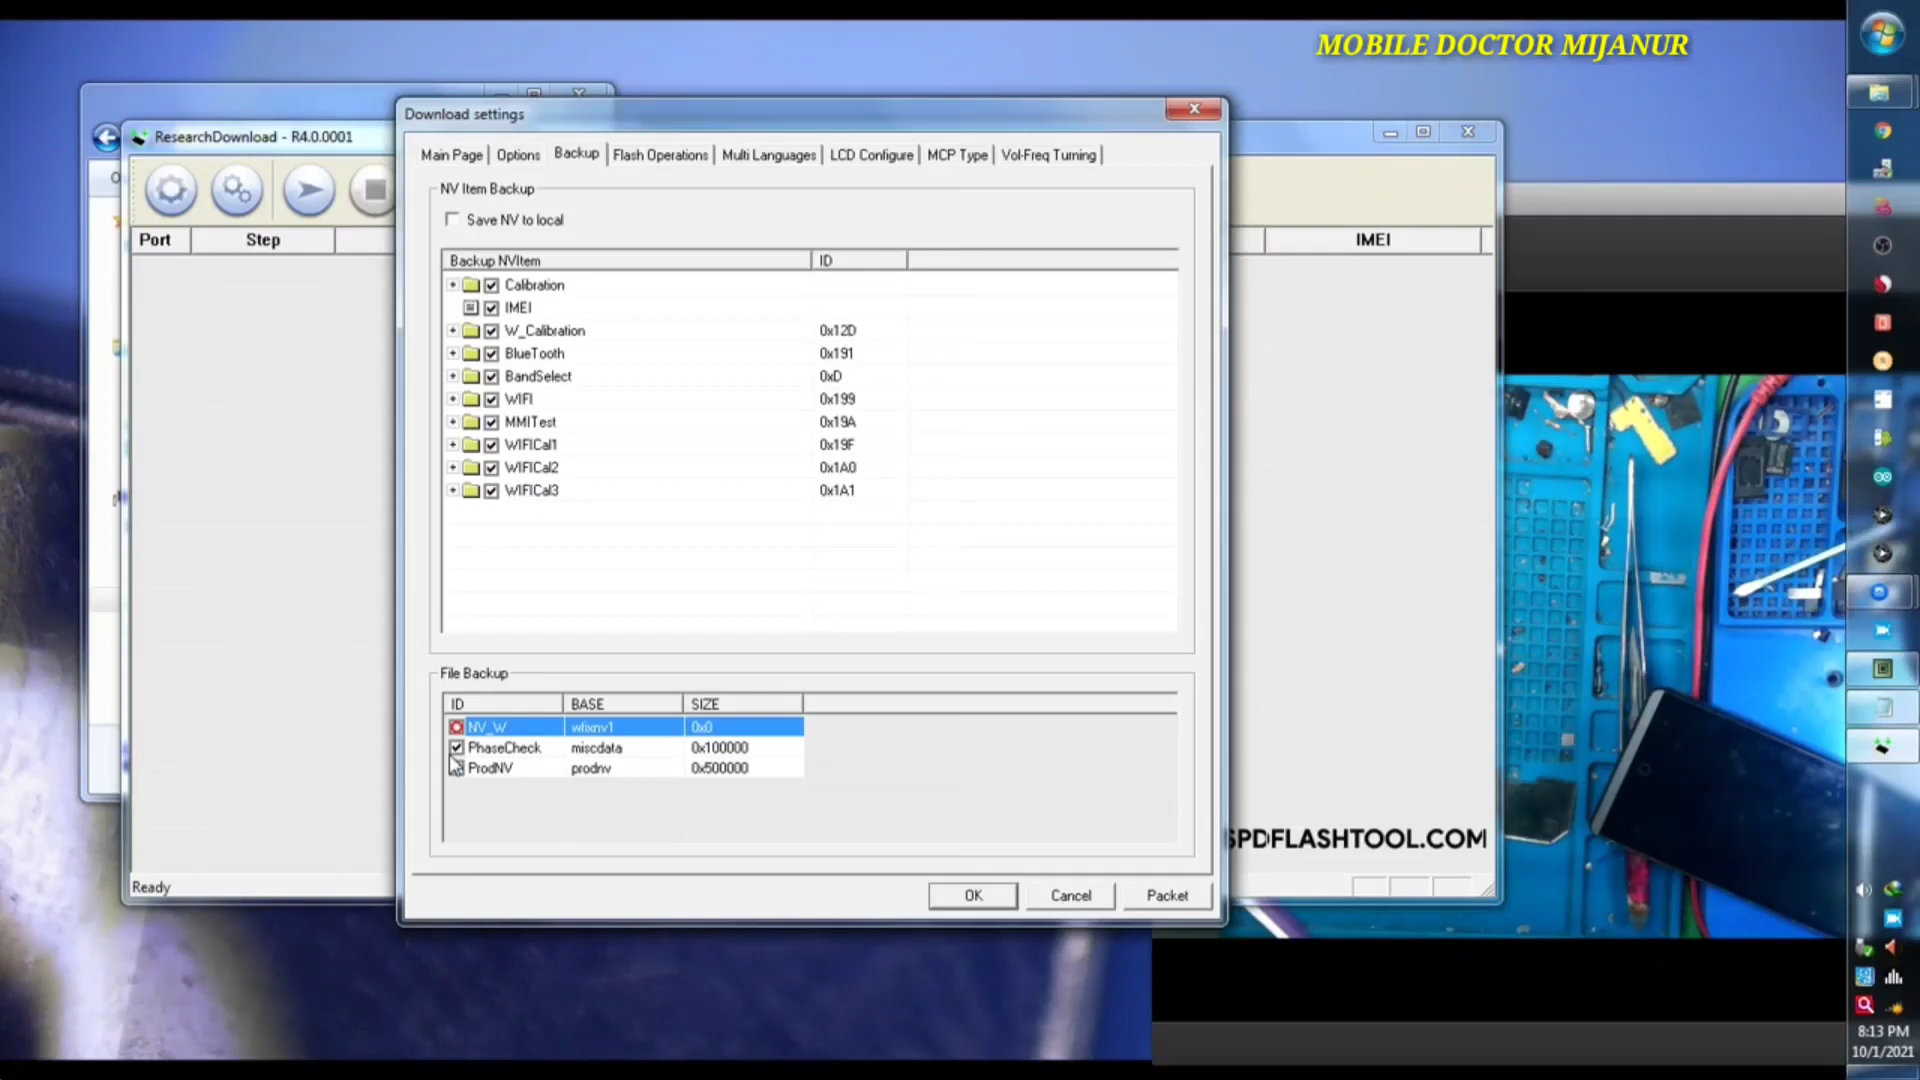 MOBILE DOCTOR MIJANUR
Download settings
ResearchDownload - R4.0.0001
Main Page Options Backup Flash Operations Multi Languages LCD Configure MCP Type Vol-Freq Turning
NV Item Backup
Save NV to local
Port Step IMEI
Backup NVItem ID
Calibration
IMEI
W_Calibration 0x12D
BlueTooth 0x191
BandSelect 0xD
WIFI 0x199
MMITest 0x19A
WIFICal1 0x19F
WIFICal2 0x1A0
WIFICal3 0x1A1
File Backup
ID BASE SIZE
NV_W wfixnv1 0x0
PhaseCheck miscdata 0x100000
ProdNV prodnv 0x500000
SPDFLASHTOOL.COM
Ready
OK Cancel Packet
8:13 PM
10/1/2021